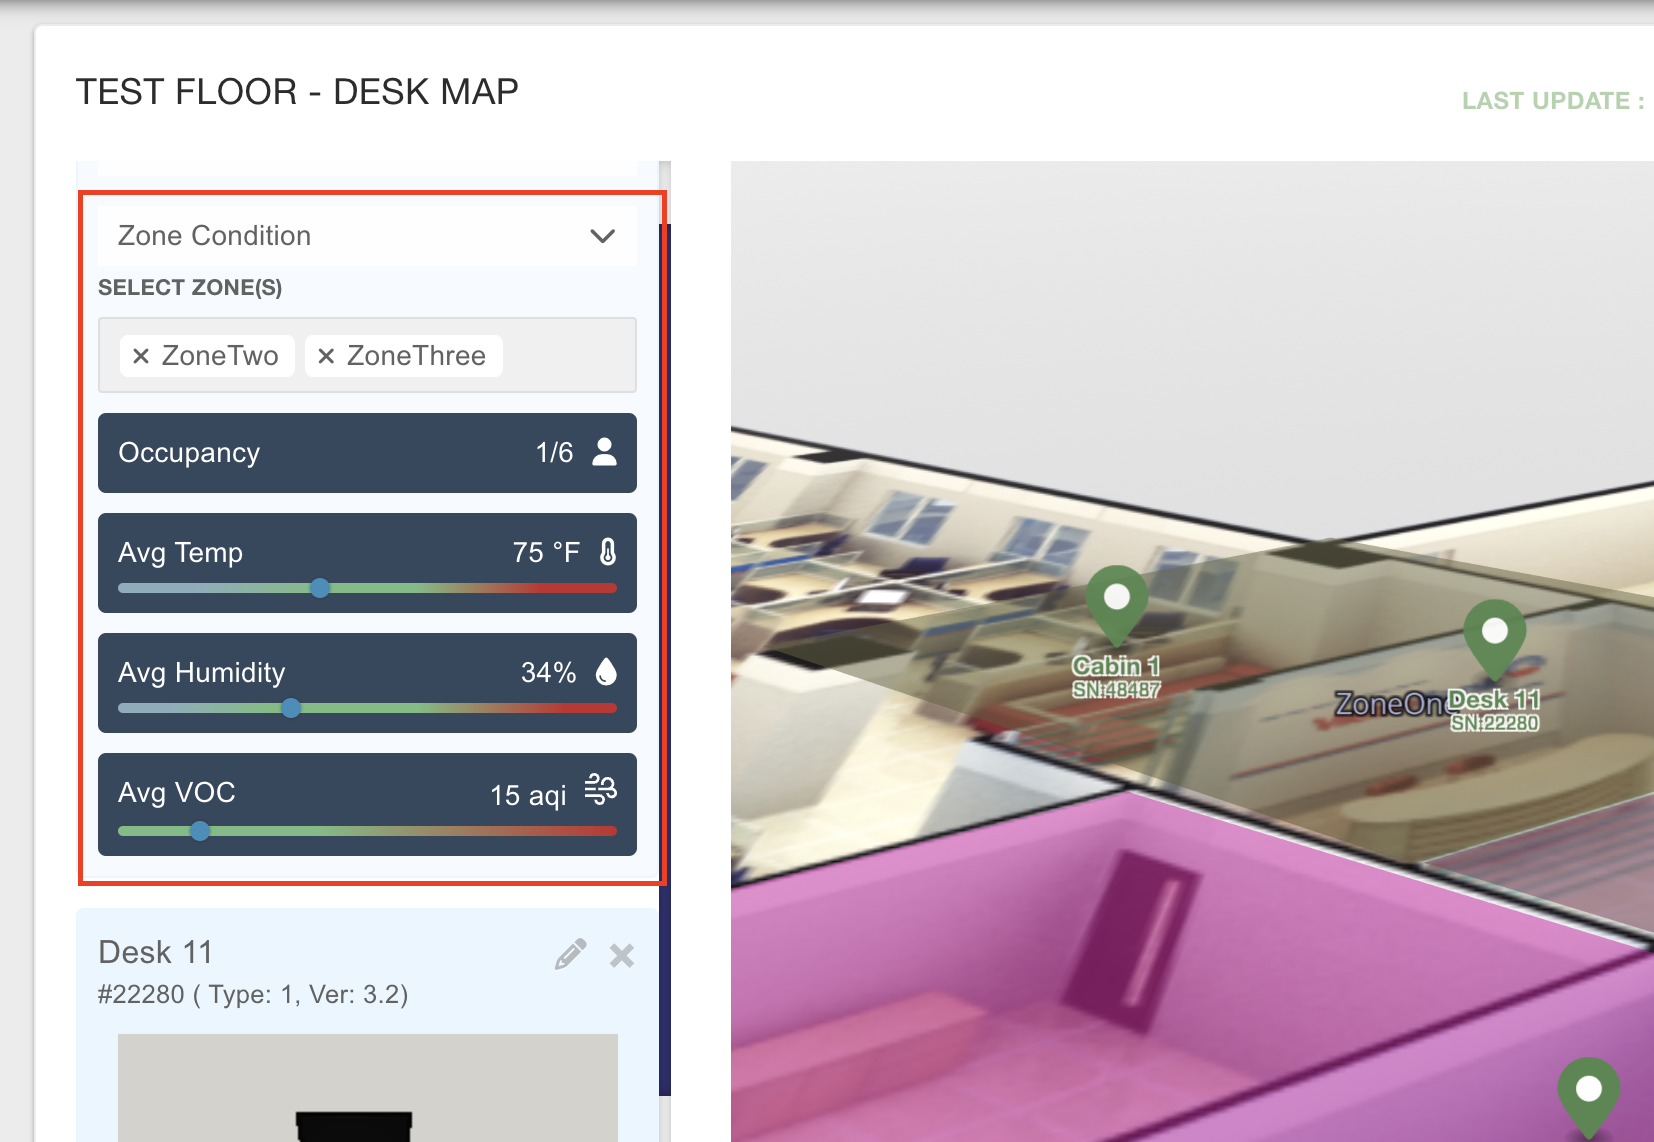 TEST FLOOR - DESK MAP
LAST UPDATE :
Zone Condition
SELECT ZONE(S)
× ZoneTwo × ZoneThree
Occupancy 1/6
Avg Temp 75 °F
Avg Humidity 34%
Avg VOC 15 aqi
Desk 11
#22280 ( Type: 1, Ver: 3.2)
Cabin 1
SN:48487
ZoneOne
Desk 11
SN:22280